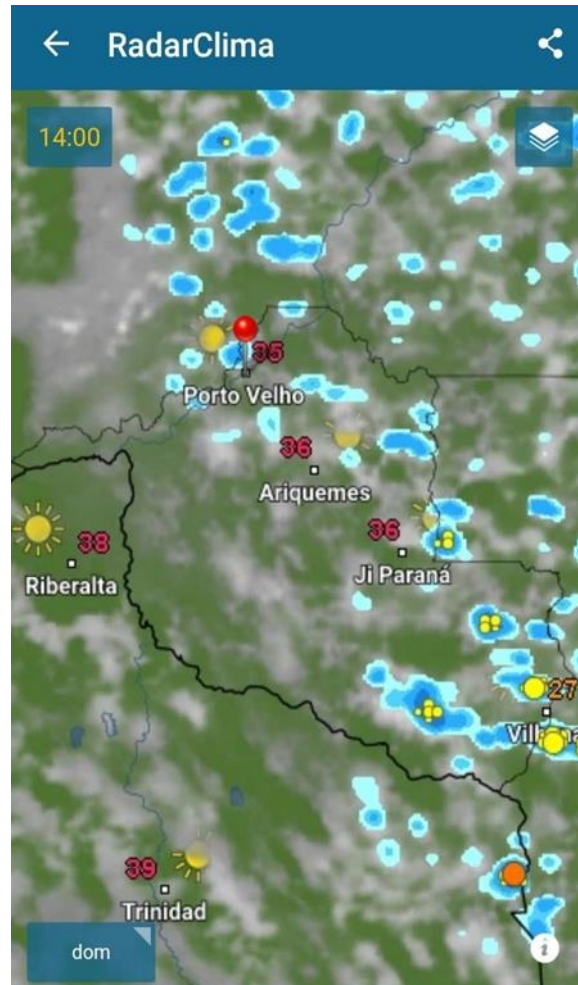 RadarClima
14:00
35
Porto Velho
36
Ariquemes
36
Ji Paraná
38
Riberalta
27
39
Trinidad
dom
i